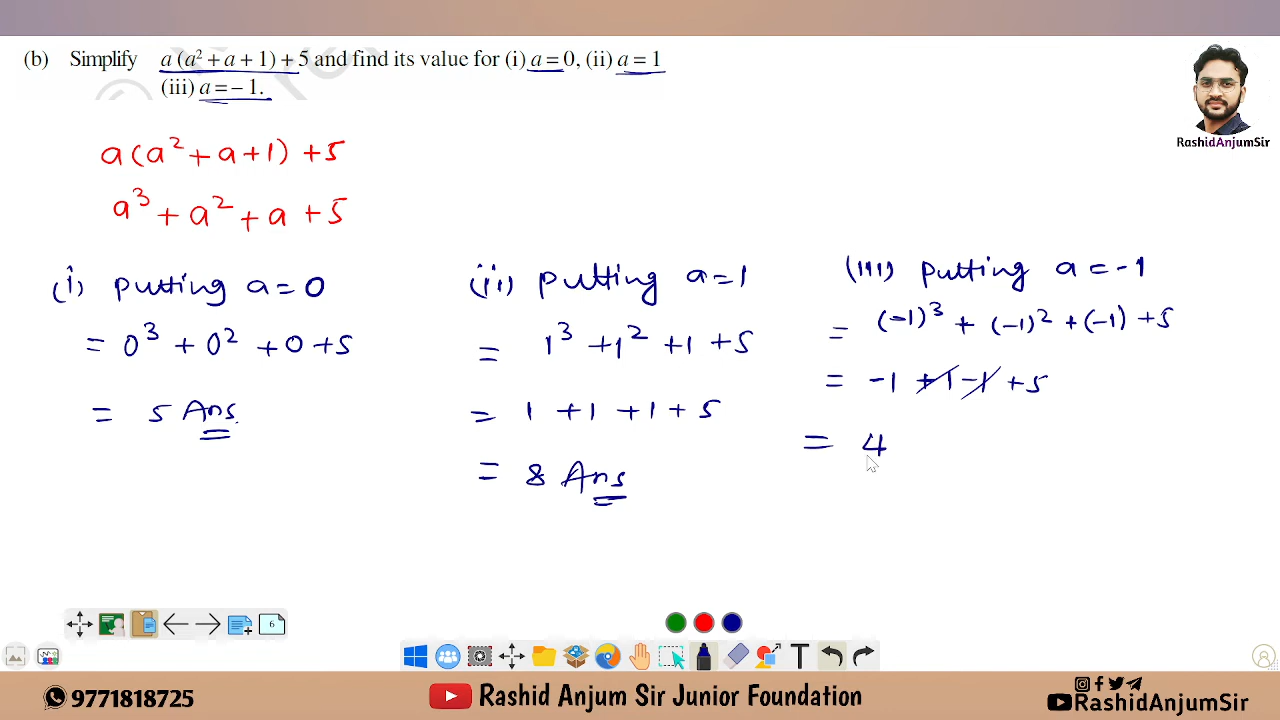 (b) Simplify a (a² + a + 1) + 5 and find its value for (i) a = 0, (ii) a = 1
(iii) a = – 1.
RashidAnjumSir
a(a² + a + 1) + 5
a³ + a² + a + 5
(i) putting a = 0
= 0³ + 0² + 0 + 5
= 5 Ans.
(ii) putting a = 1
= 1³ + 1² + 1 + 5
= 1 + 1 + 1 + 5
= 8 Ans
(iii) putting a = -1
= (-1)³ + (-1)² + (-1) + 5
= -1 + 1 - 1 + 5
= 4
6
9771818725
Rashid Anjum Sir Junior Foundation
RashidAnjumSir